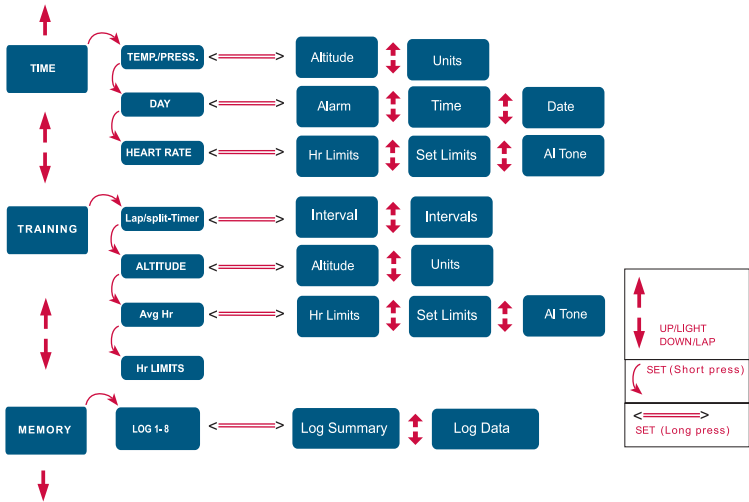 TIME
TEMP./PRESS.
Altitude
Units
DAY
Alarm
Time
Date
HEART RATE
Hr Limits
Set Limits
Al Tone
TRAINING
Lap/split-Timer
Interval
Intervals
ALTITUDE
Altitude
Units
Avg Hr
Hr Limits
Set Limits
Al Tone
Hr LIMITS
MEMORY
LOG 1- 8
Log Summary
Log Data
UP/LIGHT
DOWN/LAP
SET (Short press)
SET (Long press)